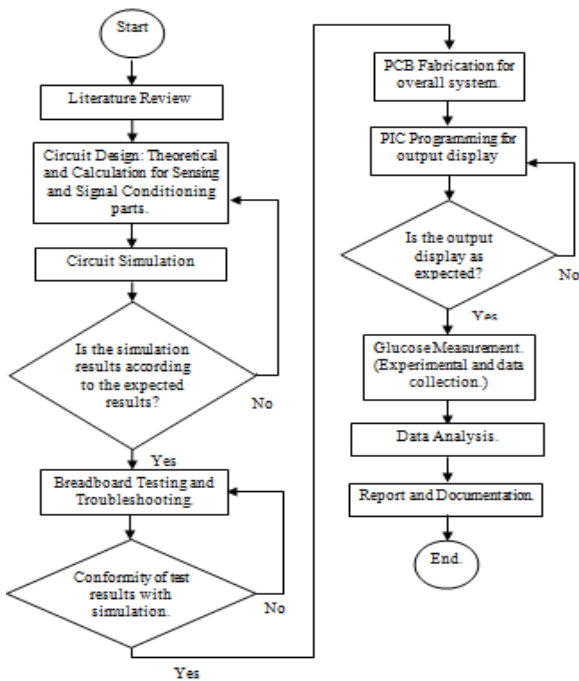 Start
Literature Review
Circuit Design: Theoretical
and Calculation for Sensing
and Signal Conditioning
parts.
Circuit Simulation
Is the simulation
results according
to the expected
results?
No
Yes
Breadboard Testing and
Troubleshooting.
Conformity of test
results with
simulation.
No
Yes
PCB Fabrication for
overall system.
PIC Programming for
output display
Is the output
display as
expected?
No
Yes
Glucose Measurement.
(Experimental and data
collection.)
Data Analysis.
Report and Documentation.
End.